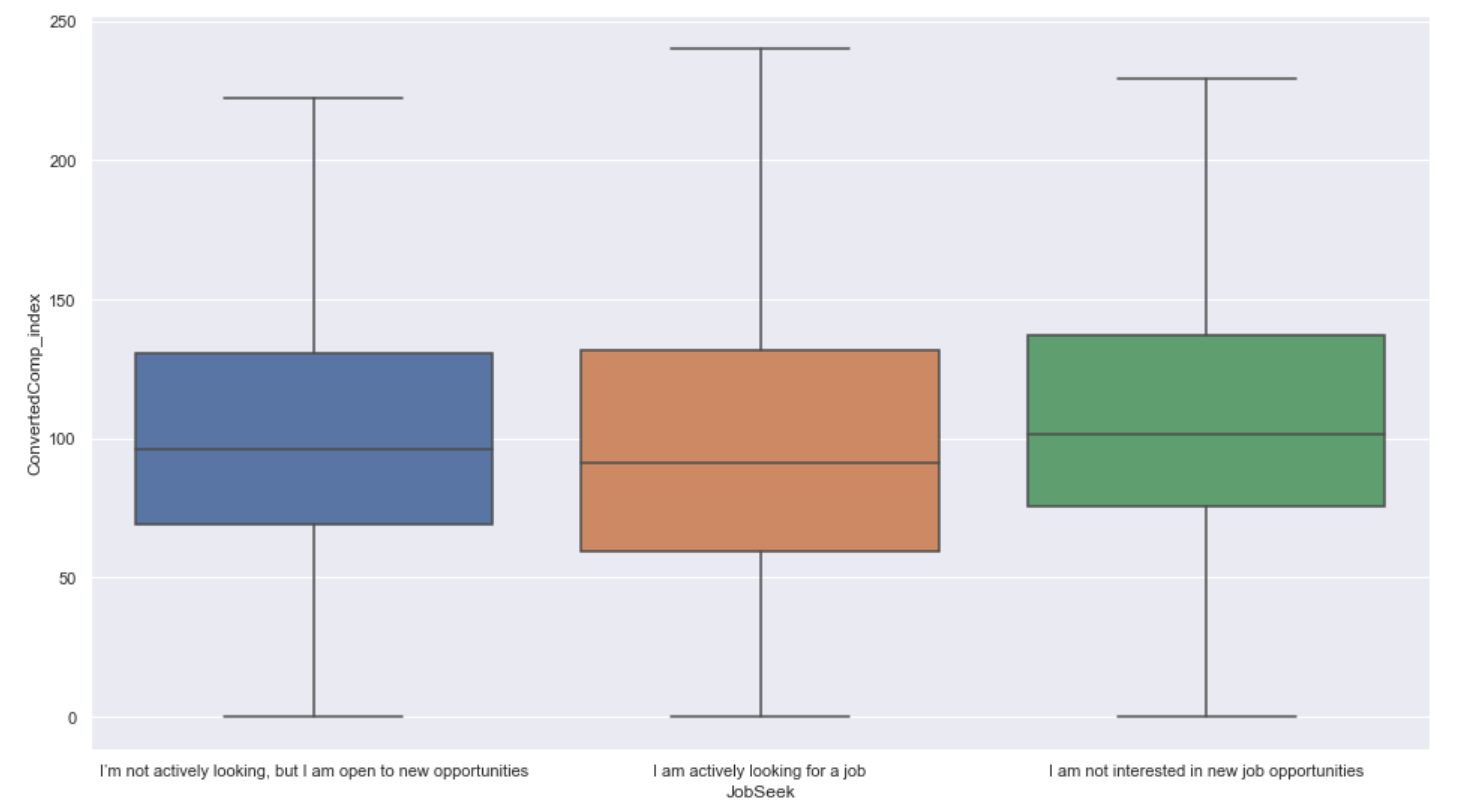 250
200
150
100
50
0
ConvertedComp_index
I'm not actively looking, but I am open to new opportunities
I am actively looking for a job
I am not interested in new job opportunities
JobSeek